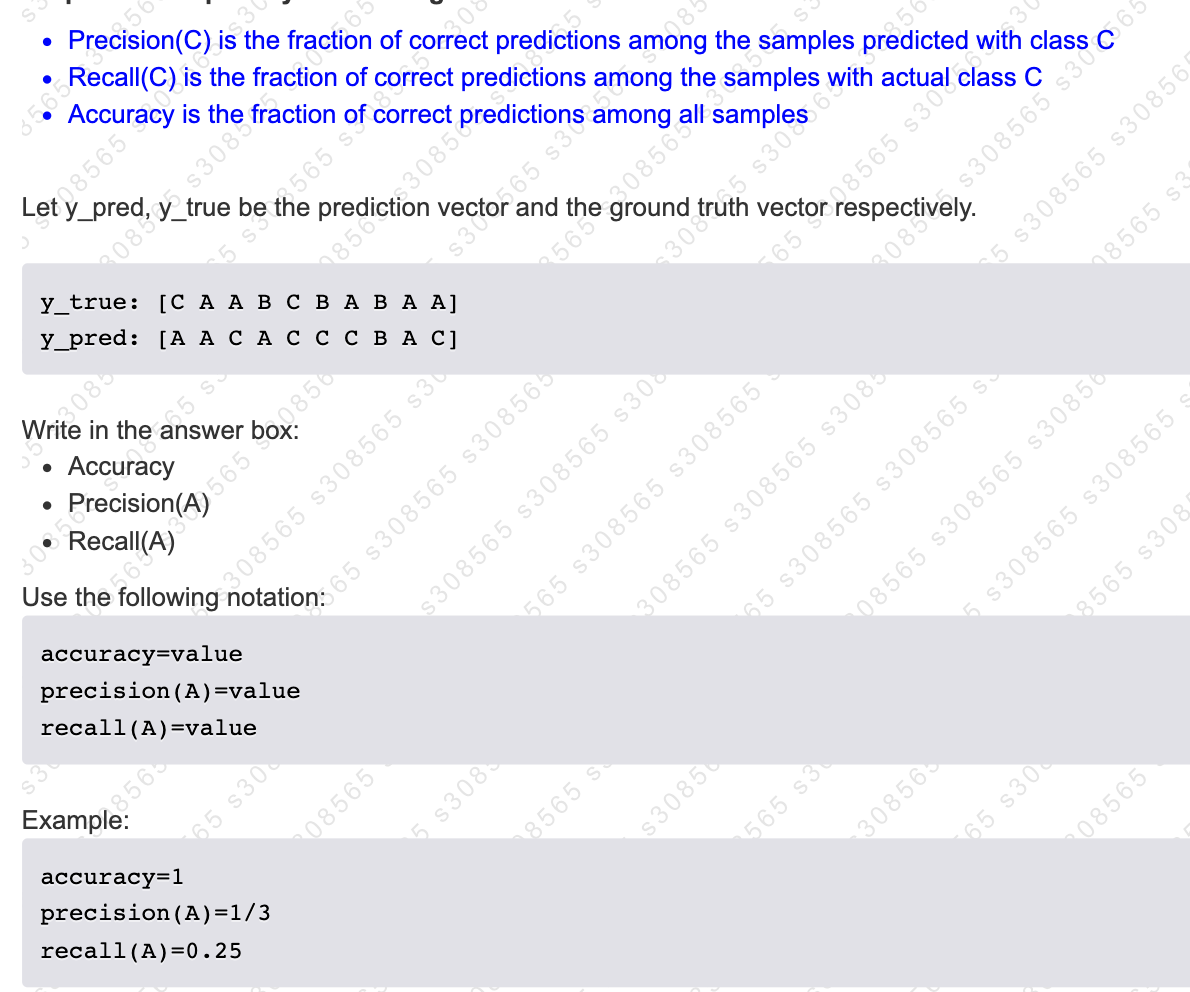 • Precision(C) is the fraction of correct predictions among the samples predicted with class C
• Recall(C) is the fraction of correct predictions among the samples with actual class C
• Accuracy is the fraction of correct predictions among all samples
Let y_pred, y_true be the prediction vector and the ground truth vector respectively.
y_true: [C A A B C B A B A A]
y_pred: [A A C A C C C B A C]
Write in the answer box:
• Accuracy
• Precision(A)
• Recall(A)
Use the following notation:
accuracy=value
precision(A)=value
recall(A)=value
Example:
accuracy=1
precision(A)=1/3
recall(A)=0.25
s308565